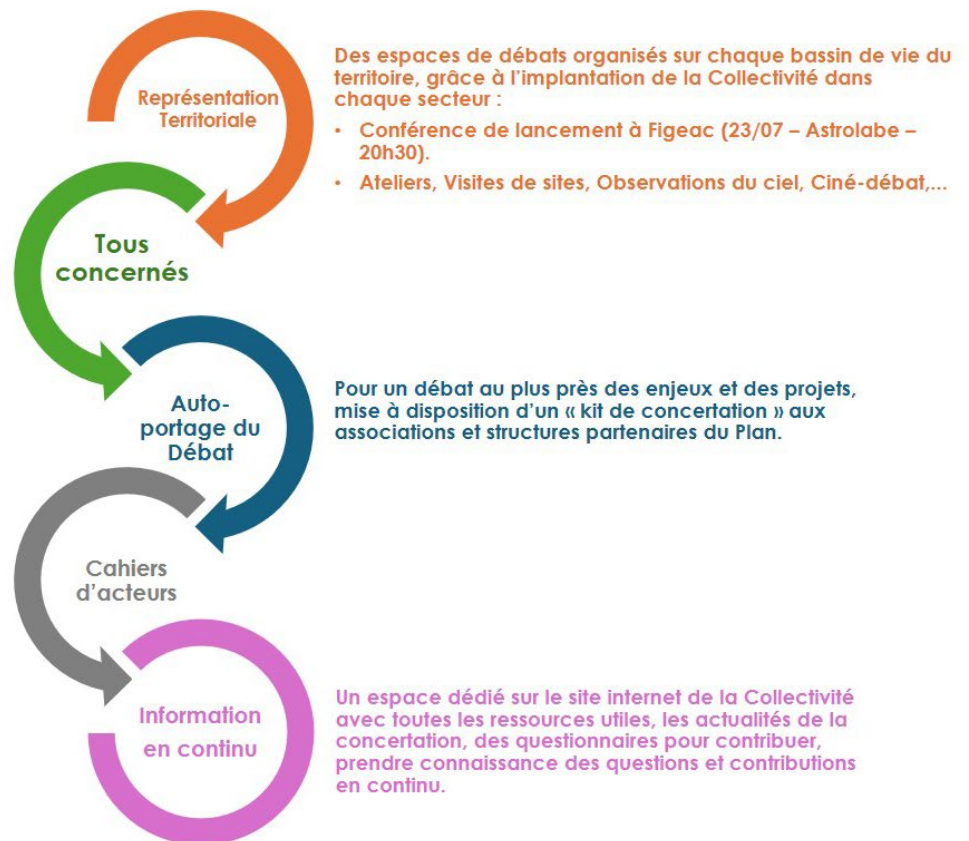 Représentation
Territoriale
Des espaces de débats organisés sur chaque bassin de vie du
territoire, grâce à l’implantation de la Collectivité dans
chaque secteur :
• Conférence de lancement à Figeac (23/07 – Astrolabe –
20h30).
• Ateliers, Visites de sites, Observations du ciel, Ciné-débat,...
Tous
concernés
Auto-
portage du
Débat
Pour un débat au plus près des enjeux et des projets,
mise à disposition d’un « kit de concertation » aux
associations et structures partenaires du Plan.
Cahiers
d’acteurs
Information
en continu
Un espace dédié sur le site internet de la Collectivité
avec toutes les ressources utiles, les actualités de la
concertation, des questionnaires pour contribuer,
prendre connaissance des questions et contributions
en continu.